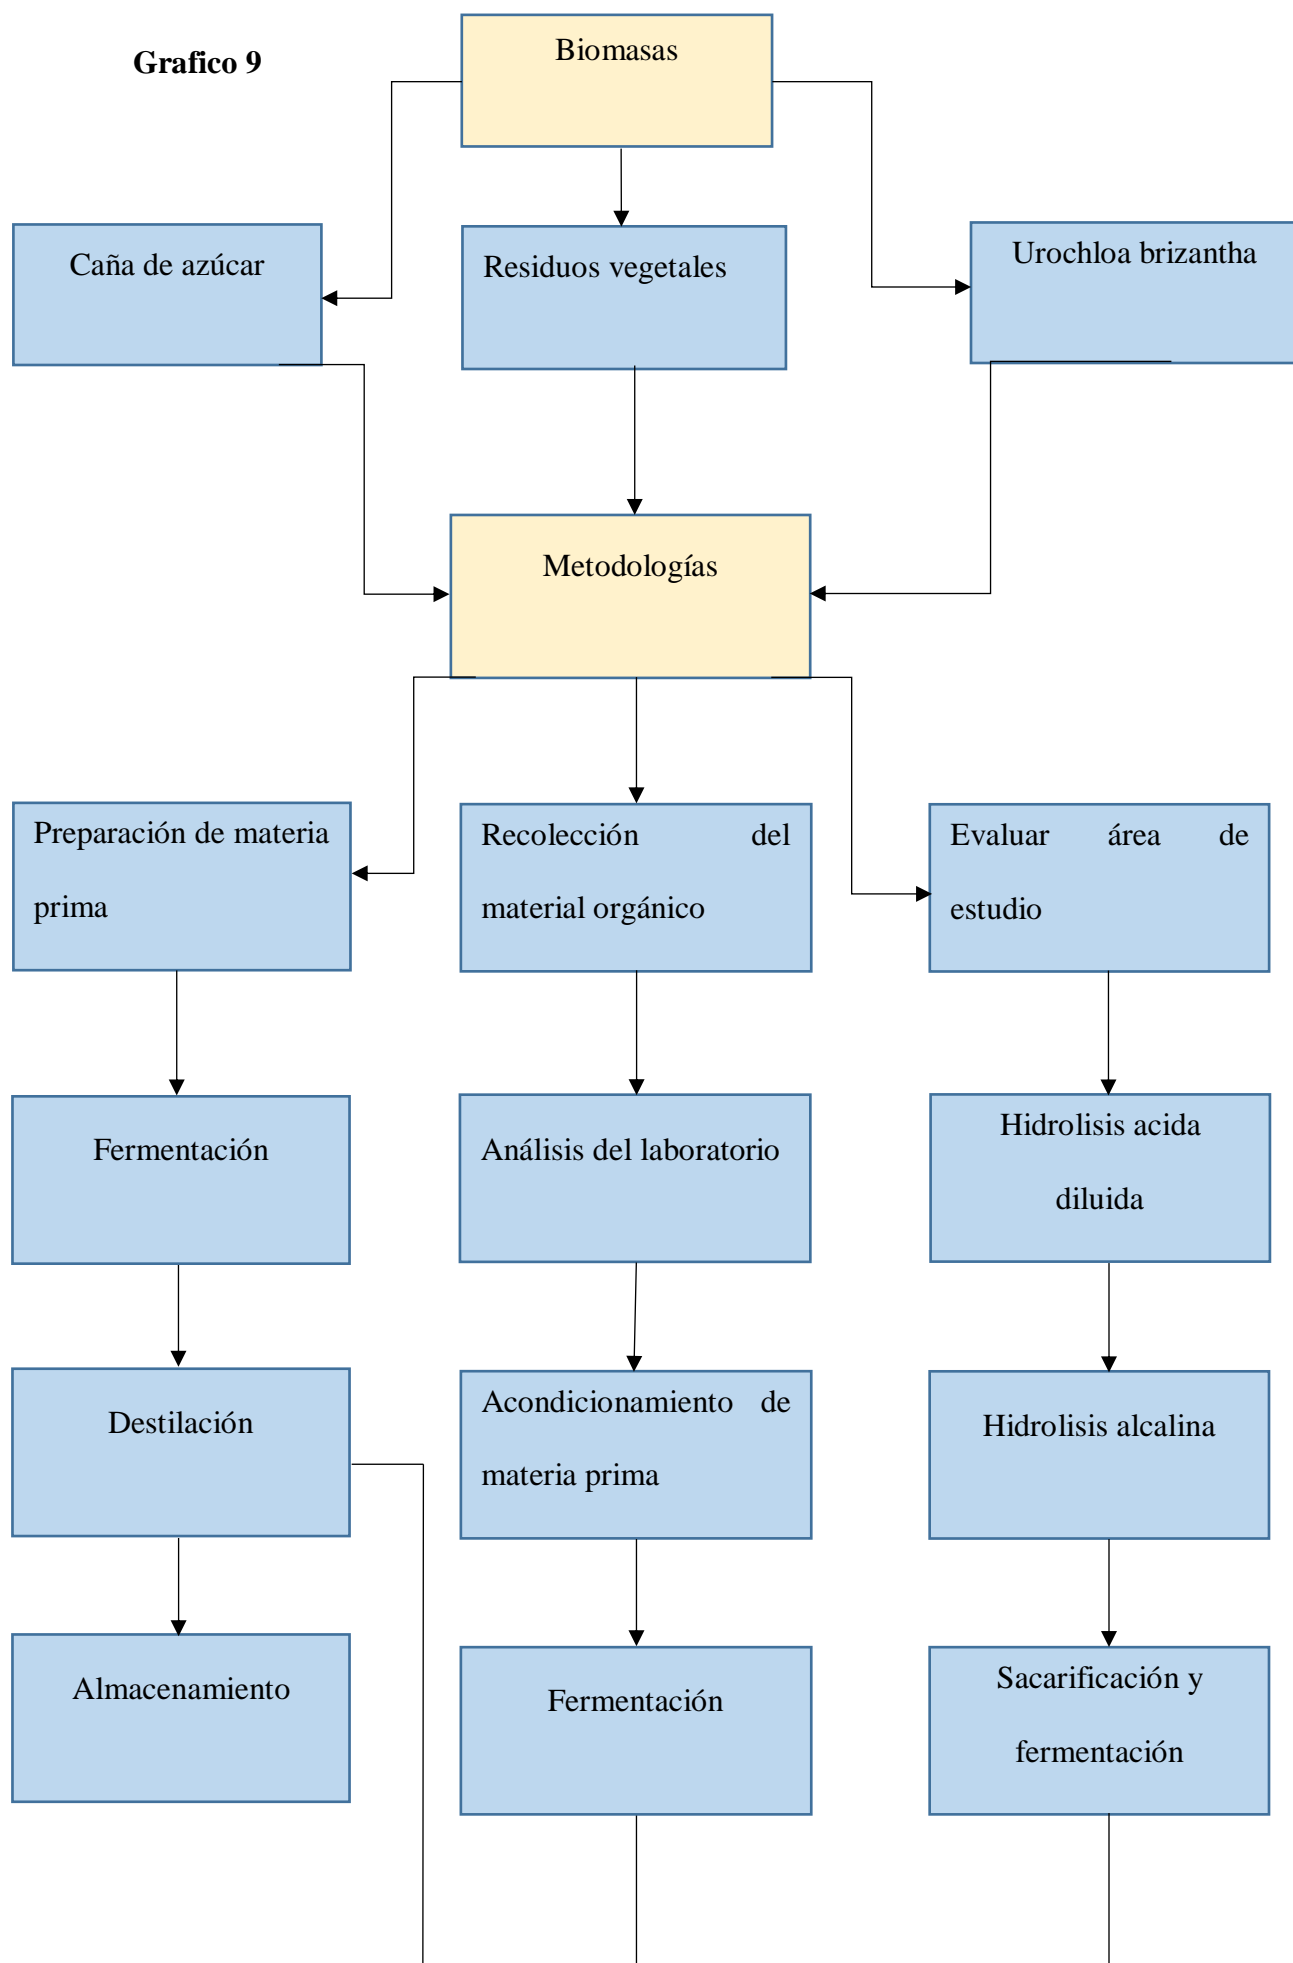 Grafico 9
Biomasas
Caña de azúcar
Residuos vegetales
Urochloa brizantha
Metodologías
Preparación de materia
prima
Recolección del
material orgánico
Evaluar área de
estudio
Fermentación
Análisis del laboratorio
Hidrolisis acida
diluida
Destilación
Acondicionamiento de
materia prima
Hidrolisis alcalina
Almacenamiento
Fermentación
Sacarificación y
fermentación